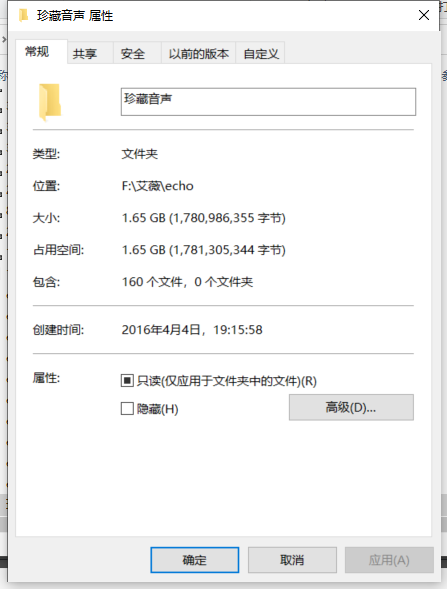 珍藏音声 属性
常规 共享 安全 以前的版本 自定义
珍藏音声
类型: 文件夹
位置: F:\艾薇\echo
大小: 1.65 GB (1,780,986,355 字节)
占用空间: 1.65 GB (1,781,305,344 字节)
包含: 160 个文件，0 个文件夹
创建时间: 2016年4月4日，19:15:58
属性: 只读(仅应用于文件夹中的文件)(R)
隐藏(H) 高级(D)...
确定 取消 应用(A)